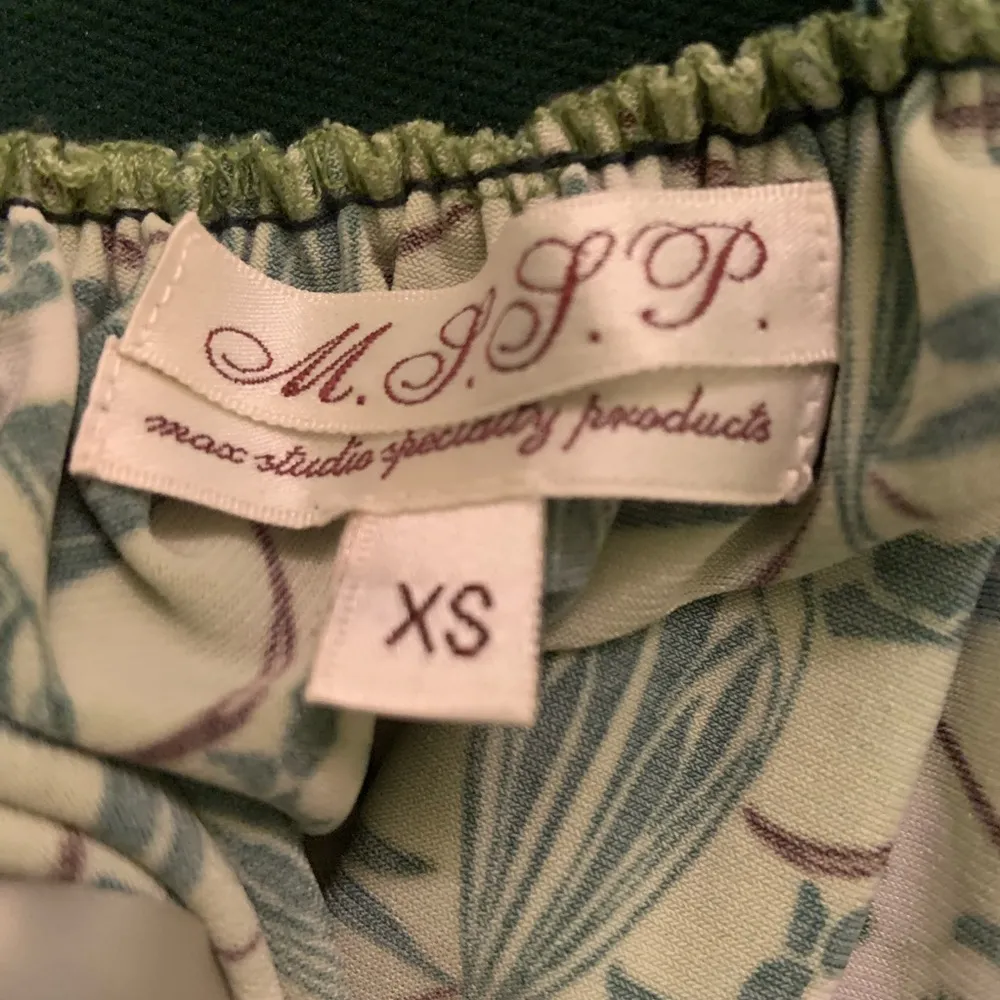 M.S.S.P.
max studio specialty products
XS